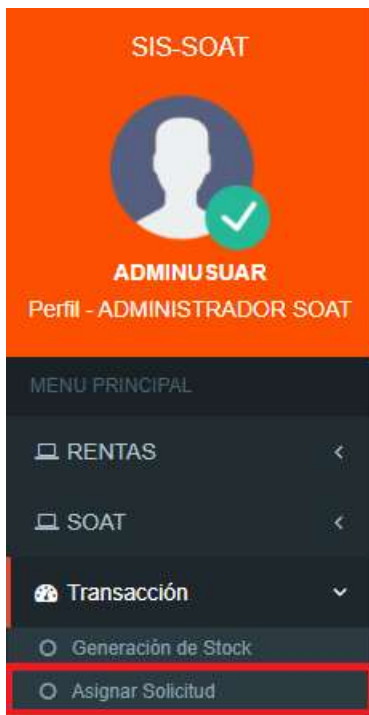 SIS-SOAT
ADMINUSUAR
Perfil - ADMINISTRADOR SOAT
MENU PRINCIPAL
RENTAS
SOAT
Transacción
Generación de Stock
Asignar Solicitud